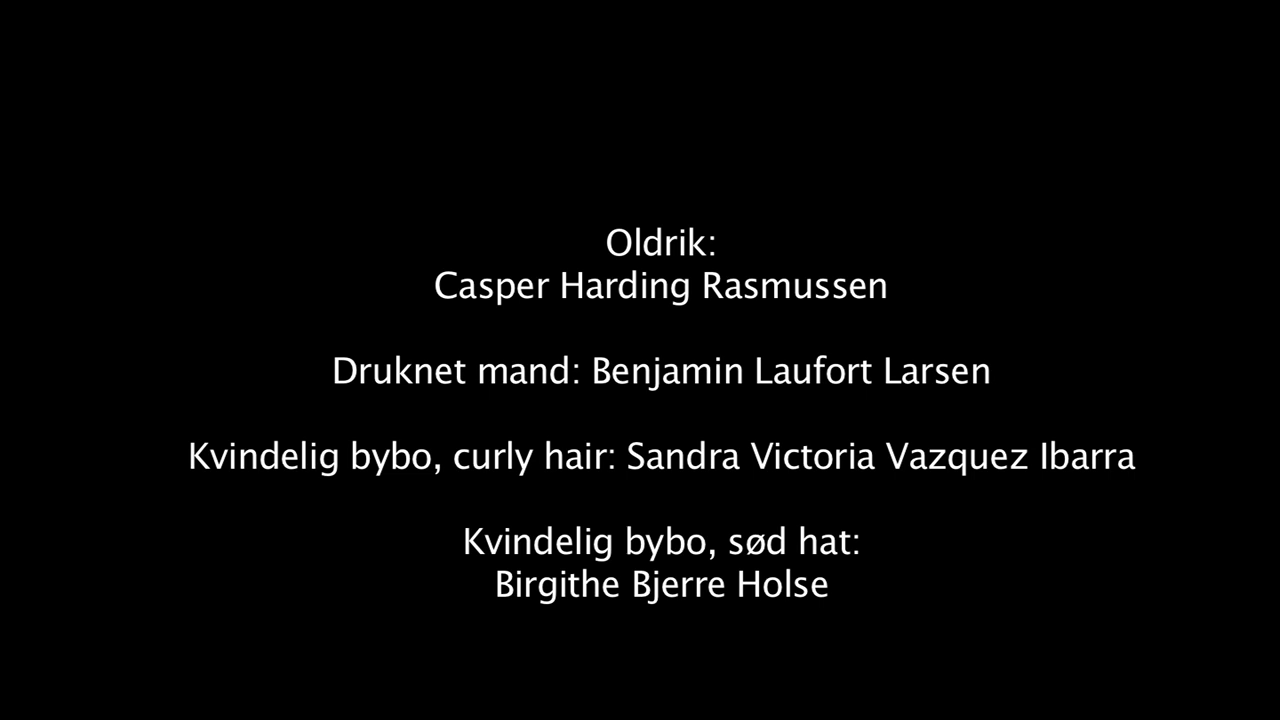 Oldrik:
Casper Harding Rasmussen
Druknet mand: Benjamin Laufort Larsen
Kvindelig bybo, curly hair: Sandra Victoria Vazquez Ibarra
Kvindelig bybo, sød hat:
Birgithe Bjerre Holse